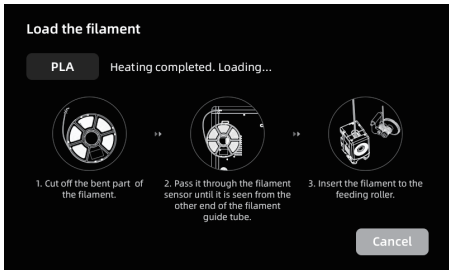 Load the filament
PLA
Heating completed. Loading...
1. Cut off the bent part of
the filament.
2. Pass it through the filament
sensor until it is seen from the
other end of the filament
guide tube.
3. Insert the filament to the
feeding roller.
Cancel